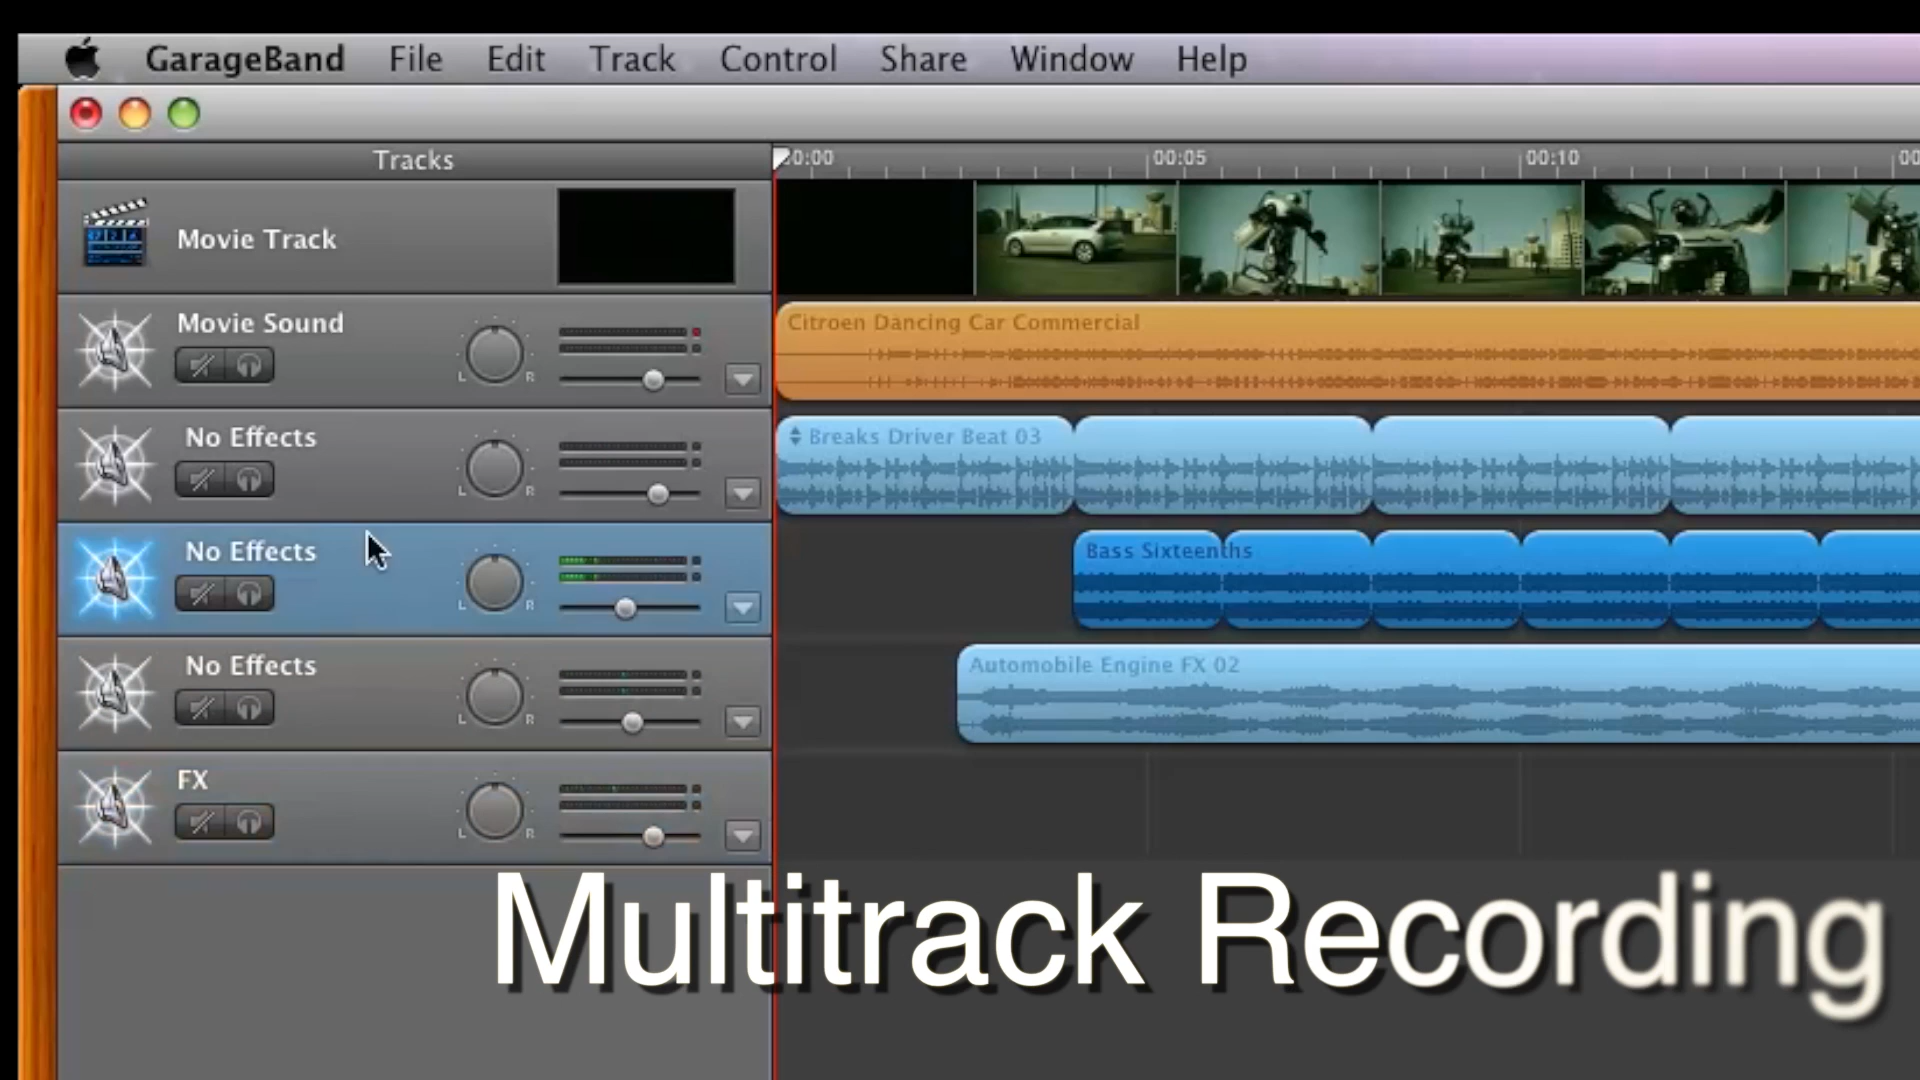 GarageBand File Edit Track Control Share Window Help
Tracks
00:05
00:10
Movie Track
Movie Sound
L R
Citroen Dancing Car Commercial
No Effects
L R
Breaks Driver Beat 03
No Effects
L R
Bass Sixteenths
No Effects
L R
Automobile Engine FX 02
FX
L R
Multitrack Recording